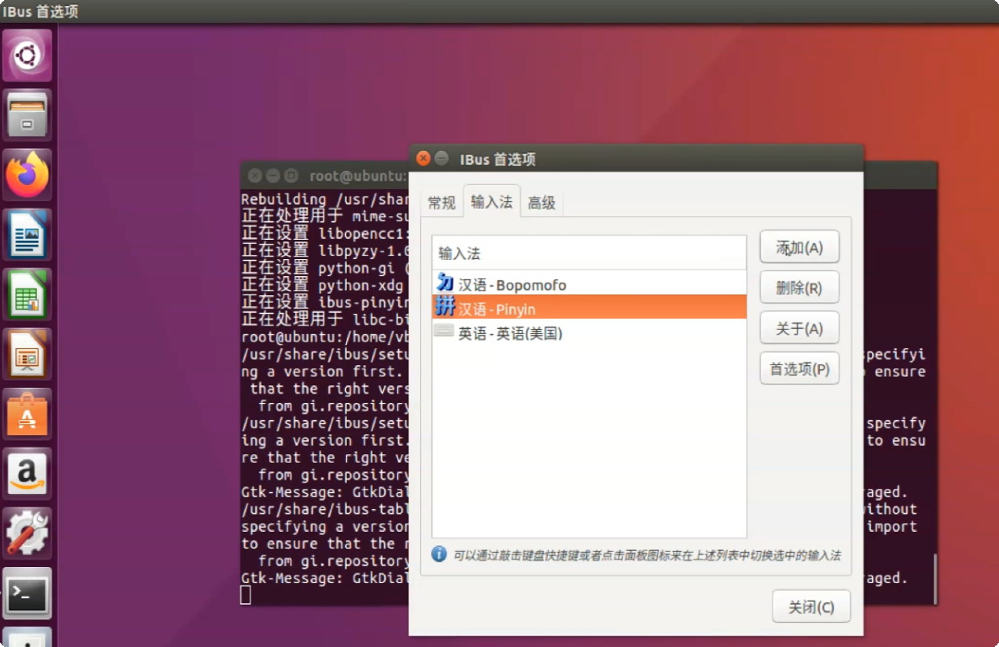 IBus 首选项
root@ubuntu:
IBus 首选项
常规 输入法 高级
输入法
汉语 - Bopomofo
汉语 - Pinyin
英语 - 英语(美国)
添加(A)
删除(R)
关于(A)
首选项(P)
可以通过敲击键盘快捷键或者点击面板图标来在上述列表中切换选中的输入法
关闭(C)
Rebuilding /usr/shar
正在处理用于 mime-su
正在设置 libopencc1:
正在设置 libpyzy-1.0
正在设置 python-gi (
正在设置 python-xdg
正在设置 ibus-pinyin
正在处理用于 libc-bi
root@ubuntu:/home/vb
/usr/share/ibus/setu pecifyi
ng a version first. ensure
that the right vers
from gi.repository
/usr/share/ibus/setu specify
ing a version first. to ensu
re that the right ve
from gi.repository
Gtk-Message: GtkDial aged.
/usr/share/ibus-tabl ithout
specifying a version import
to ensure that the r
from gi.repository
Gtk-Message: GtkDial aged.